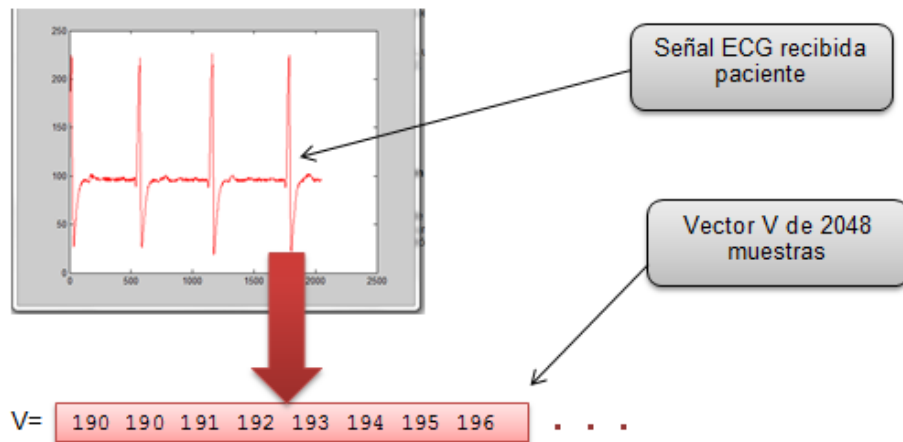 250
200
150
100
50
0
0 500 1000 1500 2000 2500
Señal ECG recibida
paciente
Vector V de 2048
muestras
V= 190 190 191 192 193 194 195 196 . . .